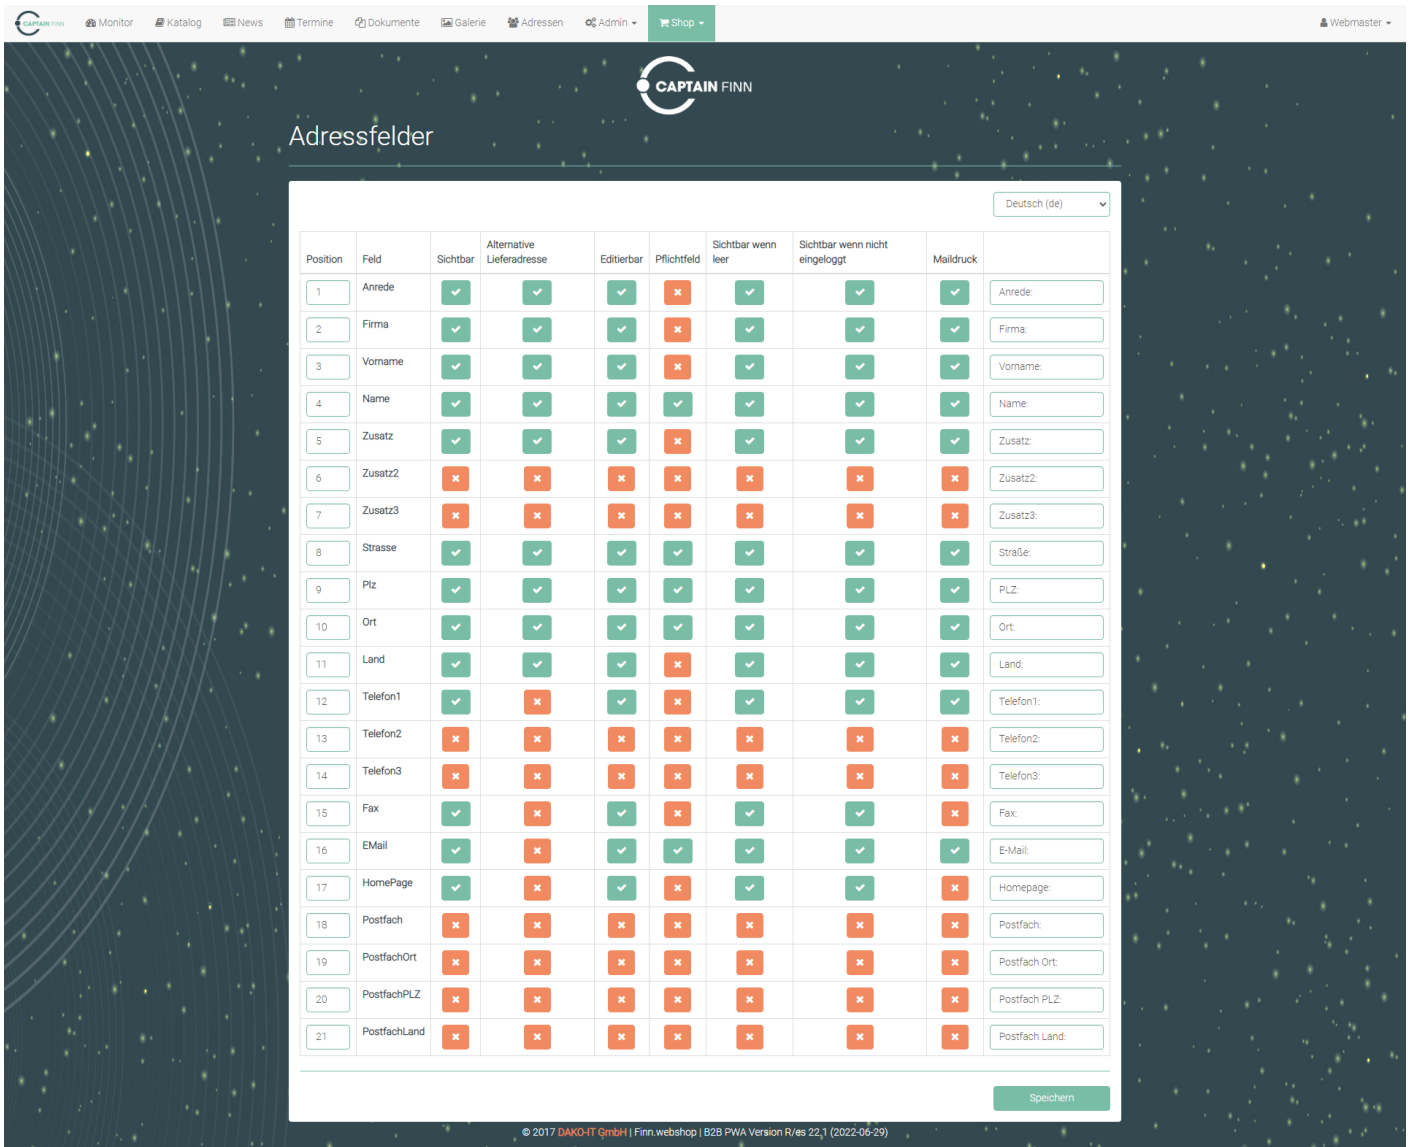 CAPTAIN FINN
Monitor Katalog News Termine Dokumente Galerie Adressen Admin Shop Webmaster
CAPTAIN FINN
Adressfelder
Deutsch (de)
Position Feld Sichtbar Alternative Lieferadresse Editierbar Pflichtfeld Sichtbar wenn leer Sichtbar wenn nicht eingeloggt Maildruck
1 Anrede Anrede:
2 Firma Firma:
3 Vorname Vorname:
4 Name Name:
5 Zusatz Zusatz:
6 Zusatz2 Zusatz2:
7 Zusatz3 Zusatz3:
8 Strasse Straße:
9 Plz PLZ:
10 Ort Ort:
11 Land Land:
12 Telefon1 Telefon1:
13 Telefon2 Telefon2:
14 Telefon3 Telefon3:
15 Fax Fax:
16 EMail E-Mail:
17 HomePage Homepage:
18 Postfach Postfach:
19 PostfachOrt Postfach Ort:
20 PostfachPLZ Postfach PLZ:
21 PostfachLand Postfach Land:
Speichern
© 2017 DAKO-IT GmbH | Finn.webshop | B2B PWA Version R/es 22,1 (2022-06-29)